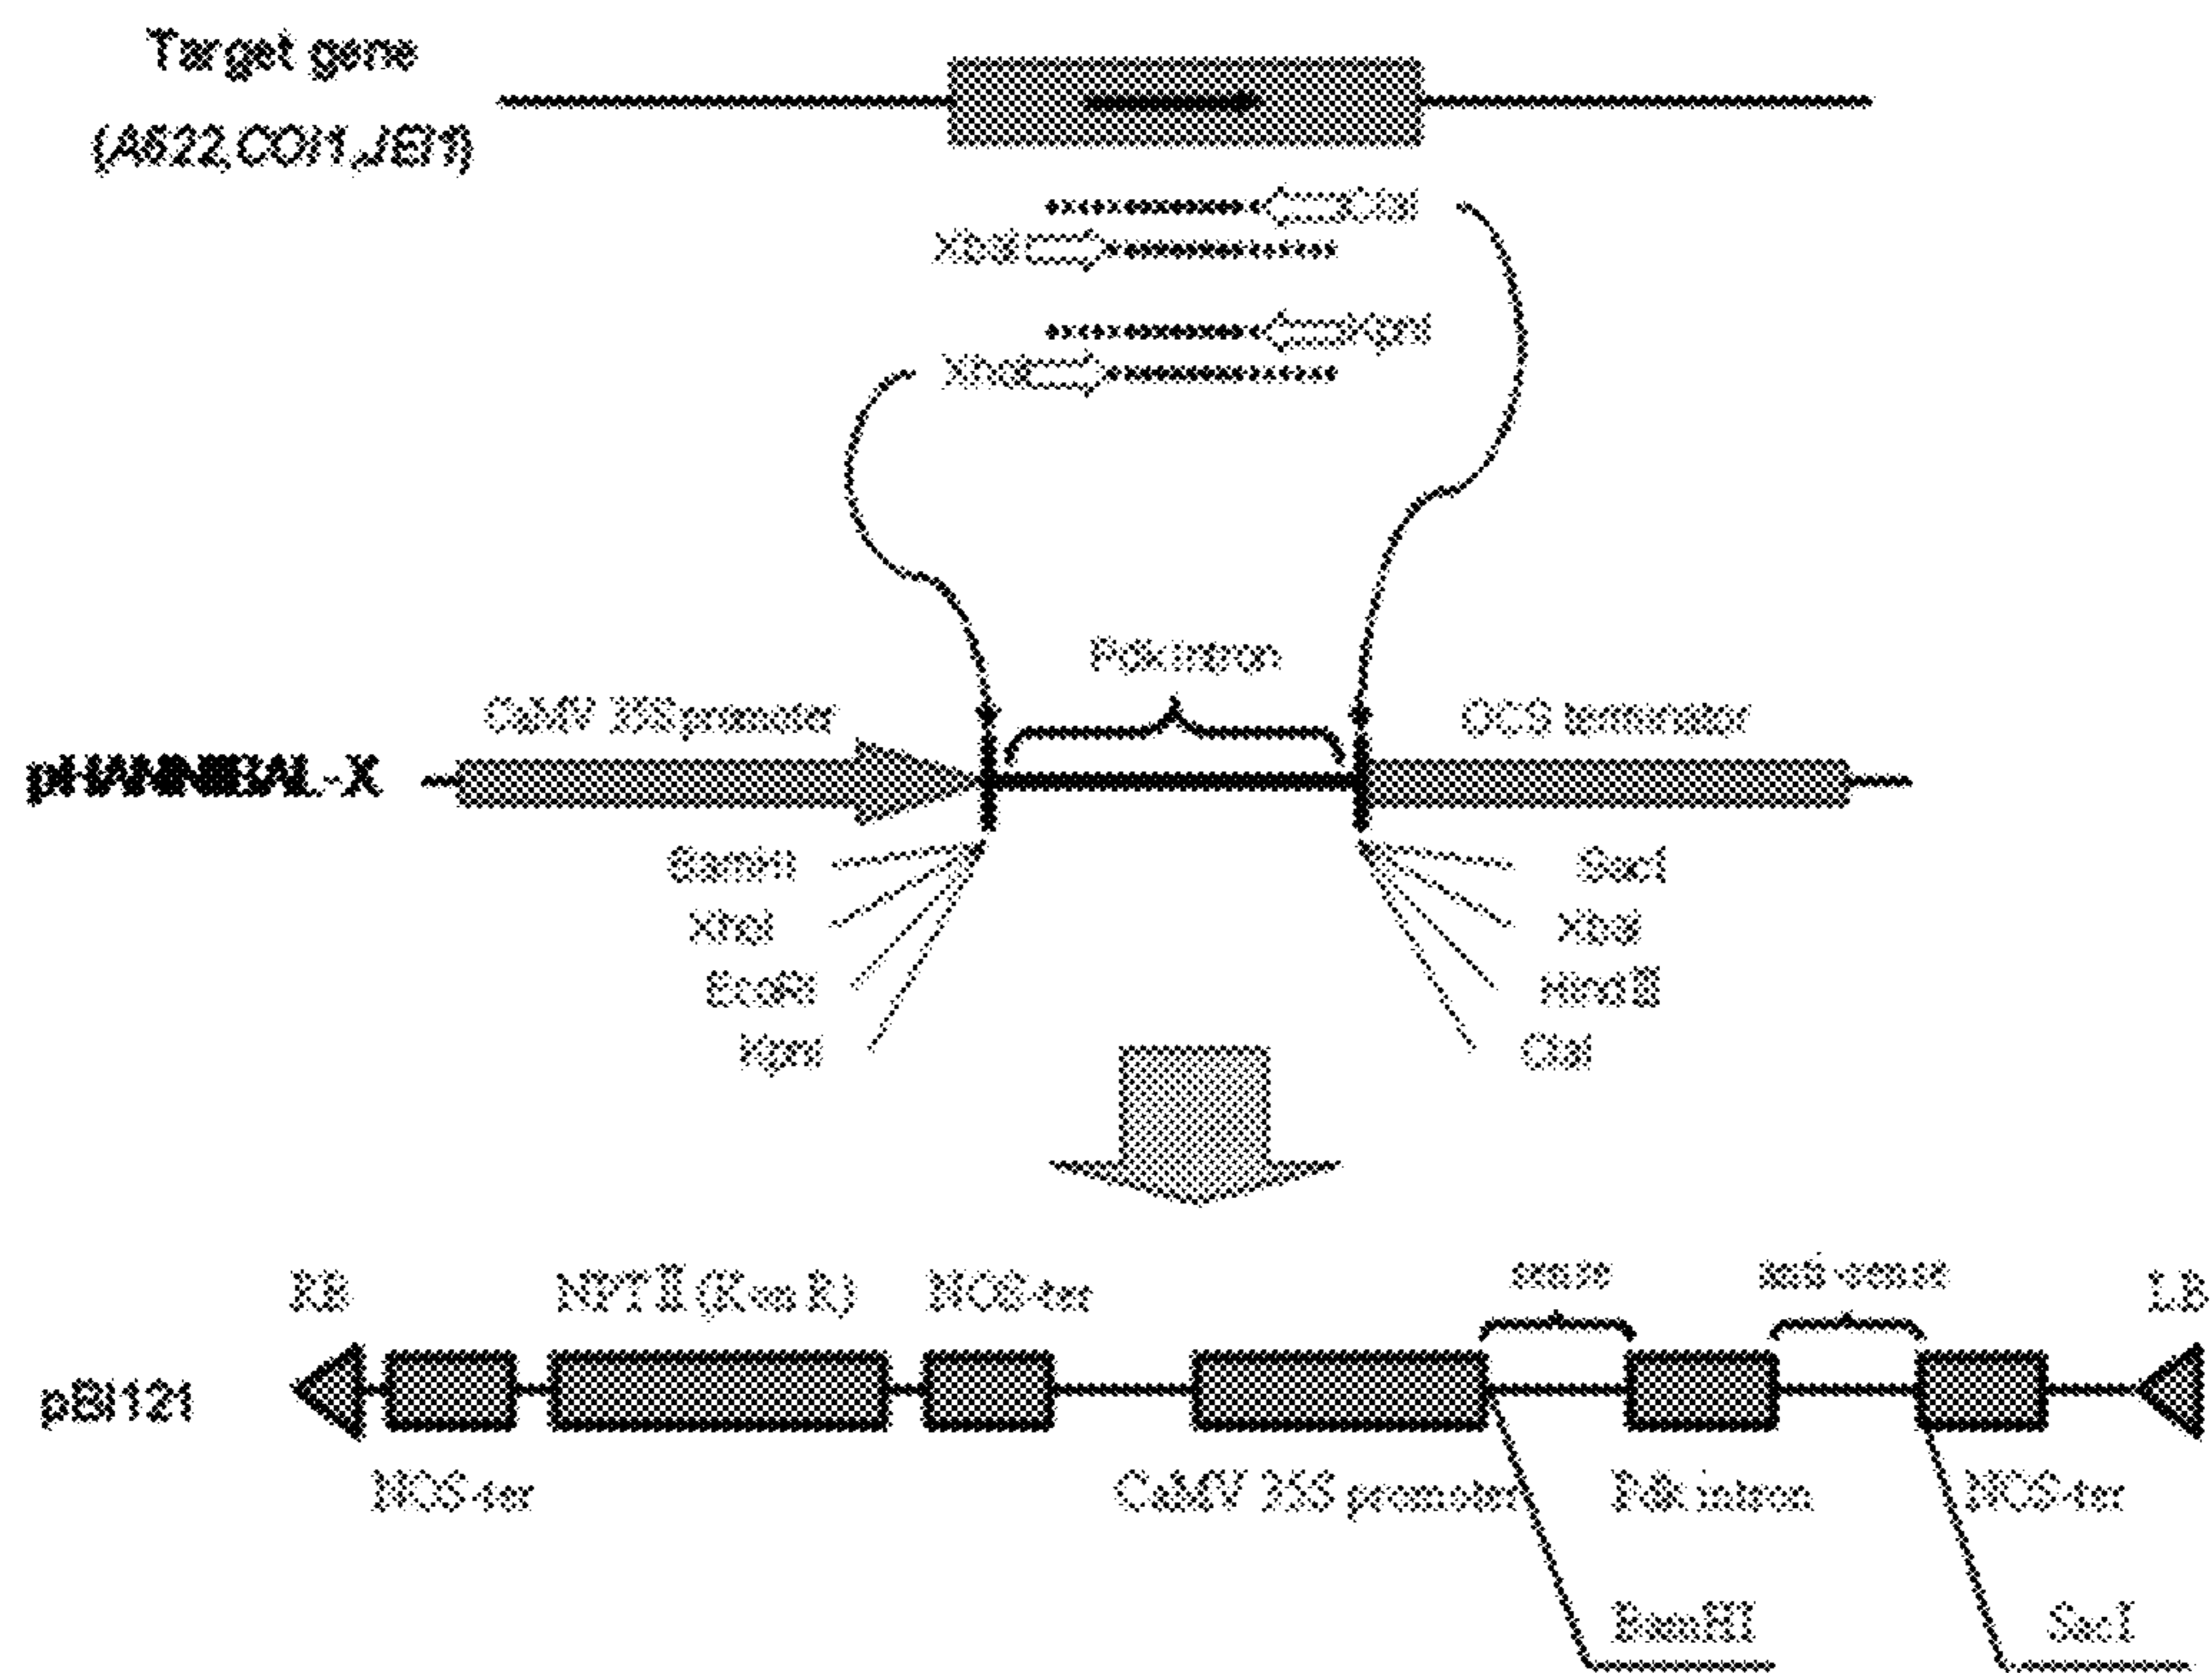 Target gene
(A622,COI1,JEI1)
ClaI
XbaI
KpnI
XhoI
Pdk intron
CaMV 35S promoter
OCS terminator
pHANNIBAL-X
BamHI
SacI
XhoI
XbaI
EcoRI
HindⅢ
KpnI
ClaI
RB
NPTⅡ (Kan R)
NOS-ter
sense
anti-sense
LB
pBI121
NOS-ter
CaMV 35S promoter
Pdk intron
NOS-ter
BamHI
SacI